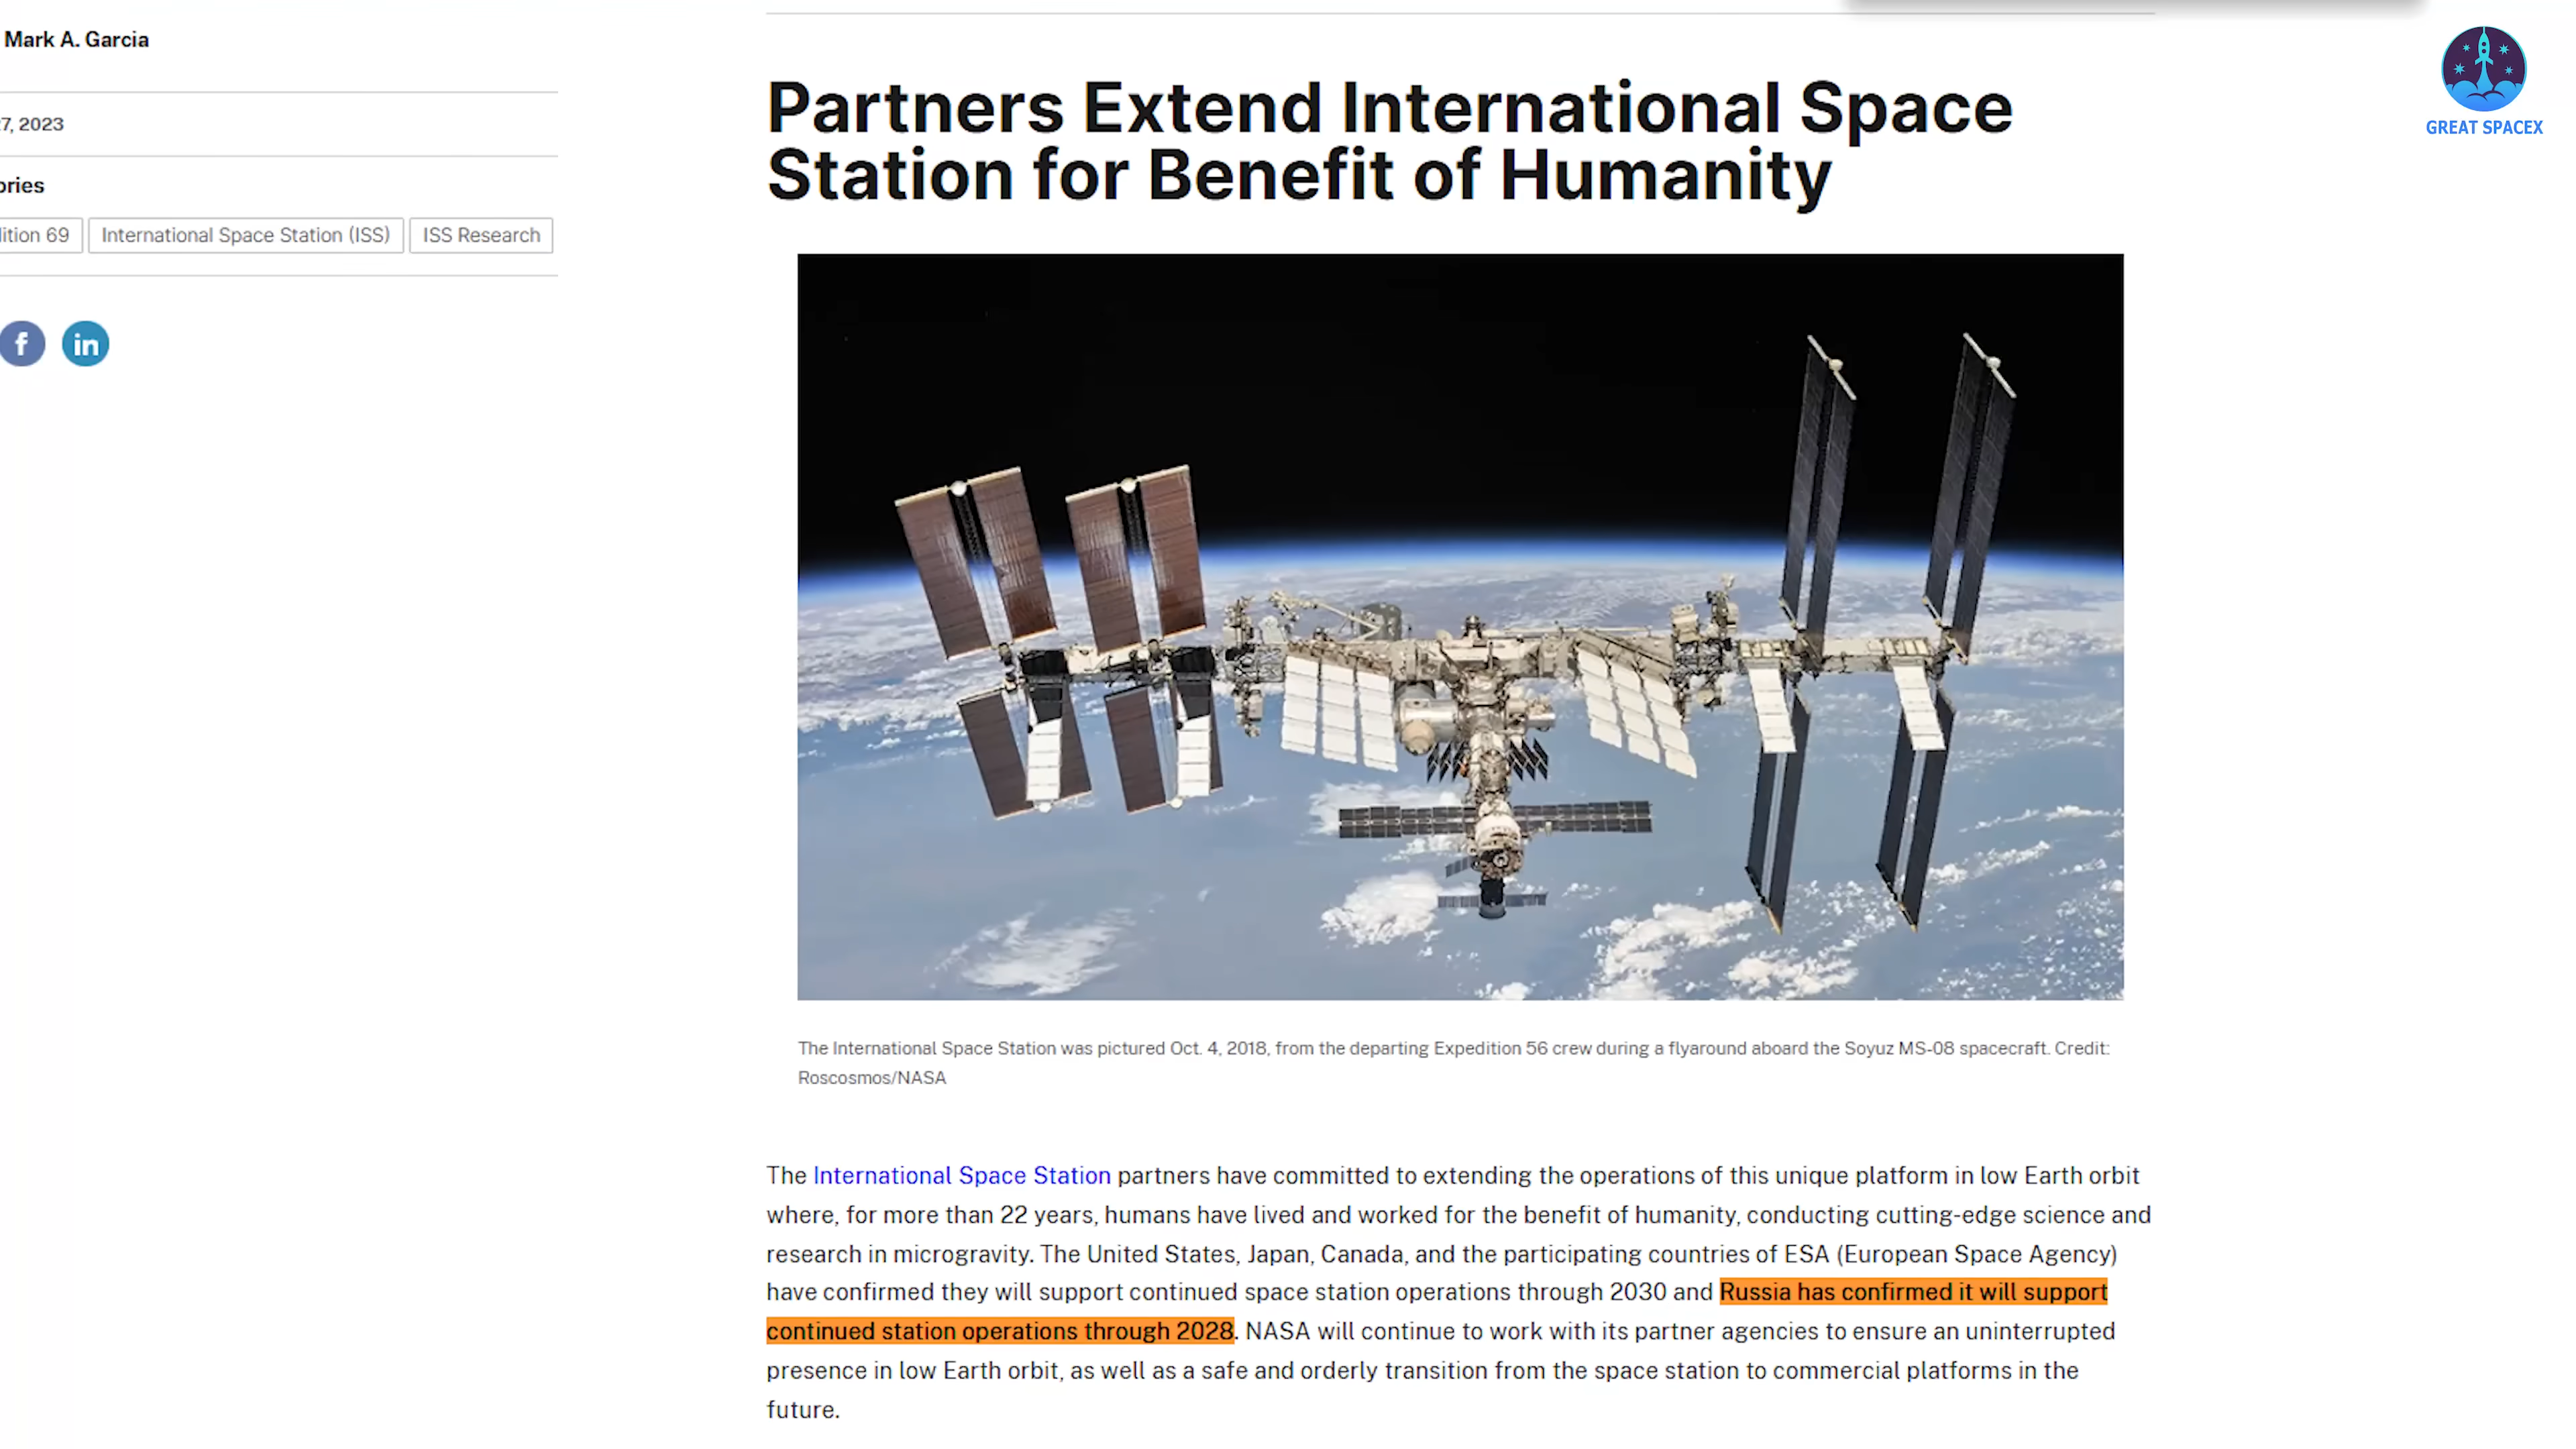 Mark A. Garcia
7, 2023
ories
ition 69
International Space Station (ISS)
ISS Research
f
in
Partners Extend International Space
Station for Benefit of Humanity
GREAT SPACEX
The International Space Station was pictured Oct. 4, 2018, from the departing Expedition 56 crew during a flyaround aboard the Soyuz MS-08 spacecraft. Credit:
Roscosmos/NASA
The International Space Station partners have committed to extending the operations of this unique platform in low Earth orbit
where, for more than 22 years, humans have lived and worked for the benefit of humanity, conducting cutting-edge science and
research in microgravity. The United States, Japan, Canada, and the participating countries of ESA (European Space Agency)
have confirmed they will support continued space station operations through 2030 and Russia has confirmed it will support
continued station operations through 2028. NASA will continue to work with its partner agencies to ensure an uninterrupted
presence in low Earth orbit, as well as a safe and orderly transition from the space station to commercial platforms in the
future.